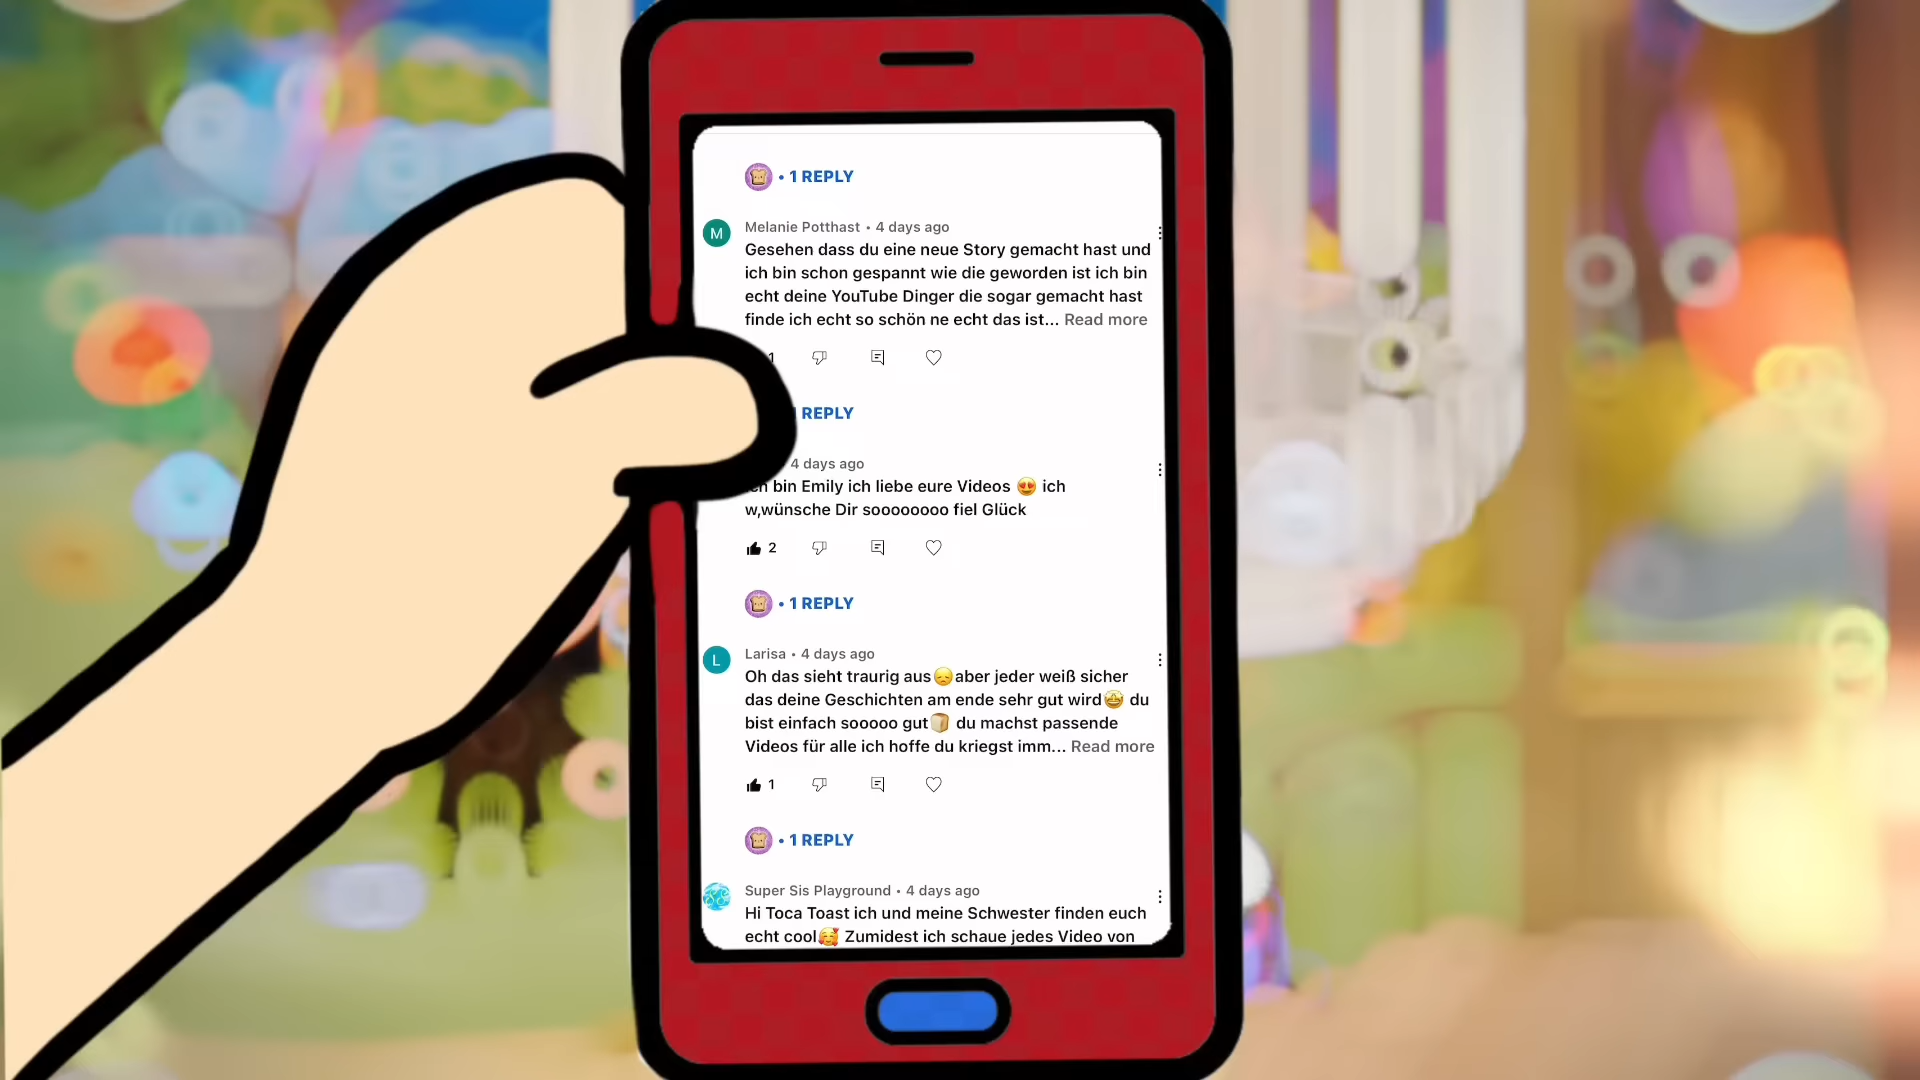 • 1 REPLY
M
Melanie Potthast • 4 days ago
Gesehen dass du eine neue Story gemacht hast und
ich bin schon gespannt wie die geworden ist ich bin
echt deine YouTube Dinger die sogar gemacht hast
finde ich echt so schön ne echt das ist... Read more
1
1 REPLY
4 days ago
bin Emily ich liebe eure Videos 😍 ich
w,wünsche Dir soooooooo fiel Glück
2
• 1 REPLY
L
Larisa • 4 days ago
Oh das sieht traurig aus😞aber jeder weiß sicher
das deine Geschichten am ende sehr gut wird🤩 du
bist einfach sooooo gut🍞 du machst passende
Videos für alle ich hoffe du kriegst imm... Read more
1
• 1 REPLY
Super Sis Playground • 4 days ago
Hi Toca Toast ich und meine Schwester finden euch
echt cool🥰 Zumidest ich schaue jedes Video von